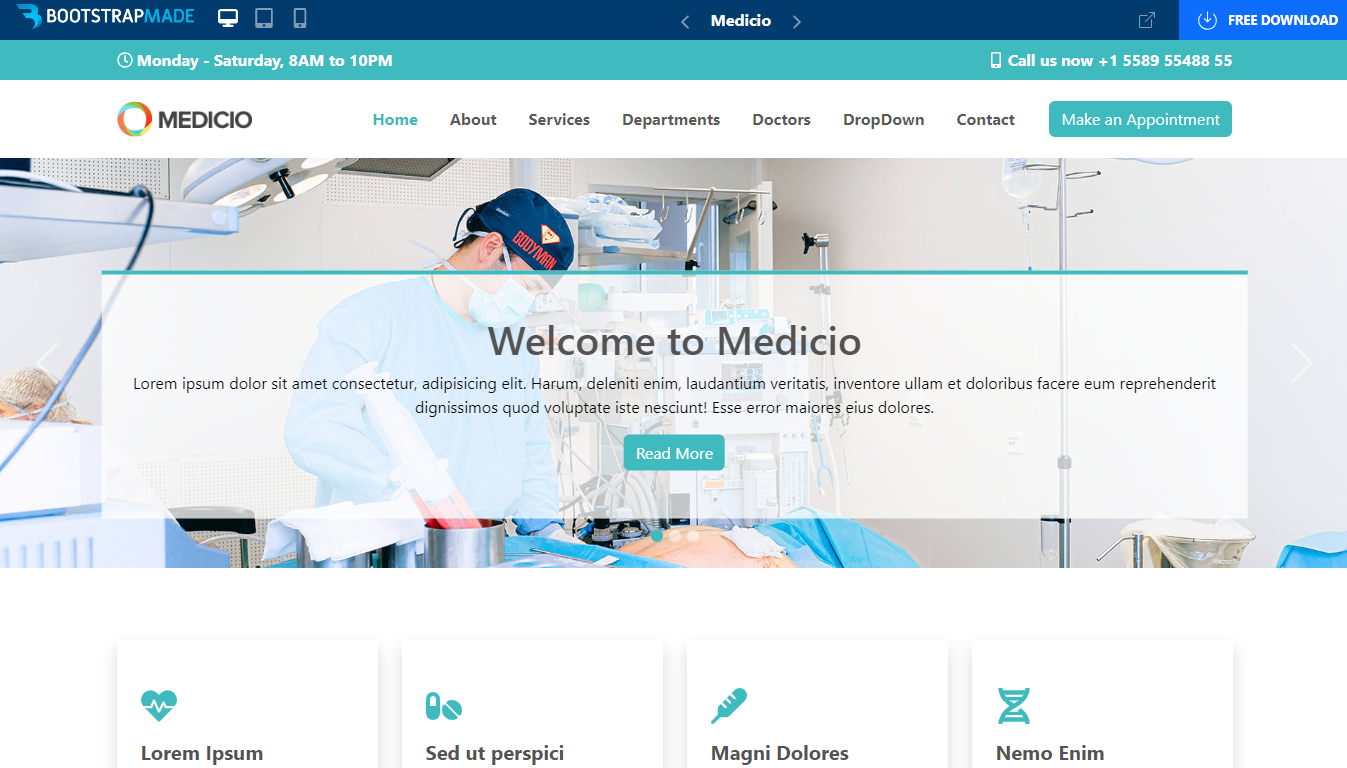 BOOTSTRAPMADE
Medicio
FREE DOWNLOAD
Monday - Saturday, 8AM to 10PM
Call us now +1 5589 55488 55
MEDICIO
Home
About
Services
Departments
Doctors
DropDown
Contact
Make an Appointment
BODYMAN
Welcome to Medicio
Lorem ipsum dolor sit amet consectetur, adipisicing elit. Harum, deleniti enim, laudantium veritatis, inventore ullam et doloribus facere eum reprehenderit
dignissimos quod voluptate iste nesciunt! Esse error maiores eius dolores.
Read More
Lorem Ipsum
Sed ut perspici
Magni Dolores
Nemo Enim